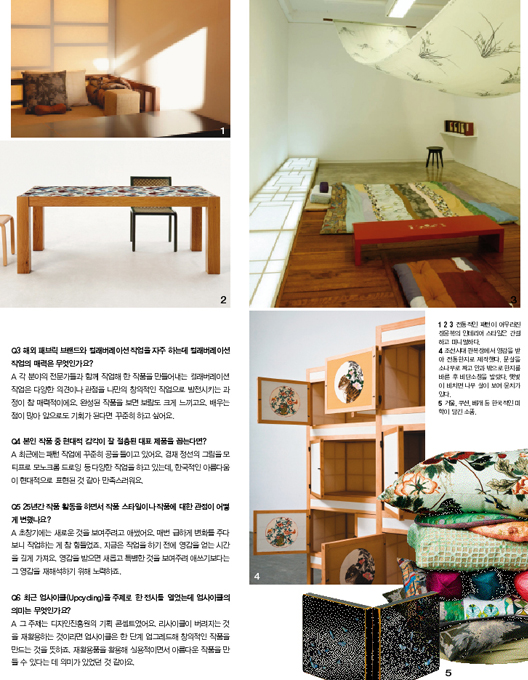 1
2
3
1 2 3 전통적인 패턴이 어우러진
4 조선시대
5 거울, 쿠션, 베개 등 한국적인 미
학이 담긴 소품.
Q3 해외 패브릭 브랜드와 컬래버레이션 작업을 자주 하는데 컬래버레이션
작업의 매력은 무엇인가요?
A 각 분야의 전문가들과 함께 작업해 한 작품을 만들어내는 컬래버레이션
작업은 다양한 의견이나 관점을 나만의 창의적인 작업으로 발전시키는 과
정이 참 매력적이에요. 완성된 작품을 보면 보람도 크게 느끼고요. 배우는
점이 많아 앞으로도 기회가 된다면 꾸준히 하고 싶어요.
Q4 본인 작품 중 현대적 감각이 잘 접목된 대표 제품을 꼽는다면?
A 최근에는 패턴 작업에 꾸준히 공을 들이고 있어요. 겸재 정선의 그림을 모
티프로 모노크롬 드로잉 등 다양한 작업을 하고 있는데, 한국적인 아름다움
이 현대적으로 표현된 것 같아 만족스러워요.
Q5 25년간 작품 활동을 하면서 작품 스타일이나 작품에 대한 관점이 어떻
게 변했나요?
A 초창기에는 새로운 것을 보여주려고 애썼어요. 매번 급하게 변화를 주다
보니 작업하는 게 참 힘들었죠. 지금은 작업을 하기 전에 영감을 얻는 시간
을 길게 가져요. 영감을 받으면 새롭고 특별한 것을 보여주려 애쓰기보다는
그 영감을 재해석하기 위해 노력하죠.
Q6 최근 업사이클(Upcycling)을 주제로 한 전시를 열었는데 업사이클의
의미는 무엇인가요?
A 그 주제는 디자인진흥원의 기획 콘셉트였어요. 리사이클이 버려지는 것
을 재활용하는 것이라면 업사이클은 한 단계 업그레드해 창의적인 작품을
만드는 것을 뜻하죠. 재활용품을 활용해 실용적이면서 아름다운 작품을 만
들 수 있다는 데 의미가 있었던 것 같아요.
4
5